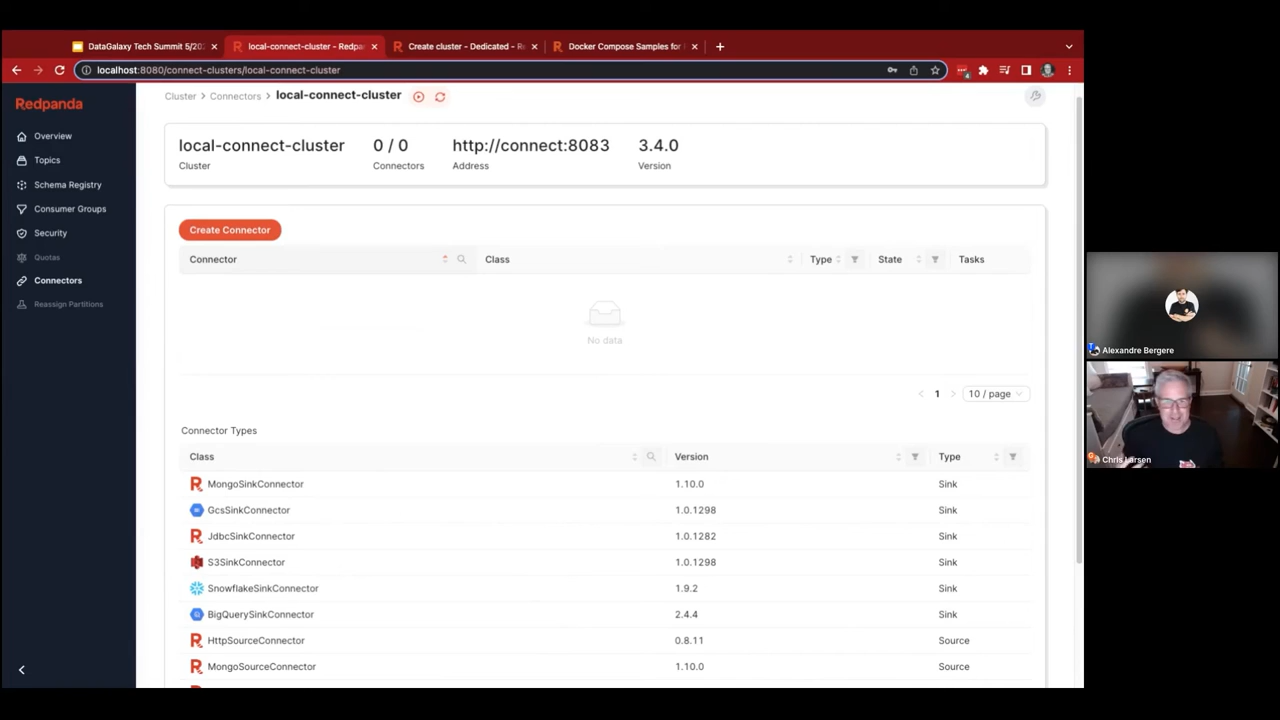 DataGalaxy Tech Summit 5/202
local-connect-cluster - Redpa
Create cluster - Dedicated - R
Docker Compose Samples for
localhost:8080/connect-clusters/local-connect-cluster
4
Redpanda
Overview
Topics
Schema Registry
Consumer Groups
Security
Quotas
Connectors
Reassign Partitions
Cluster > Connectors > local-connect-cluster
local-connect-cluster 0 / 0 http://connect:8083 3.4.0
Cluster Connectors Address Version
Create Connector
Connector Class Type State Tasks
No data
1 10 / page
Connector Types
Class Version Type
MongoSinkConnector 1.10.0 Sink
GcsSinkConnector 1.0.1298 Sink
JdbcSinkConnector 1.0.1282 Sink
S3SinkConnector 1.0.1298 Sink
SnowflakeSinkConnector 1.9.2 Sink
BigQuerySinkConnector 2.4.4 Sink
HttpSourceConnector 0.8.11 Source
MongoSourceConnector 1.10.0 Source
Alexandre Bergere
Chris Larsen